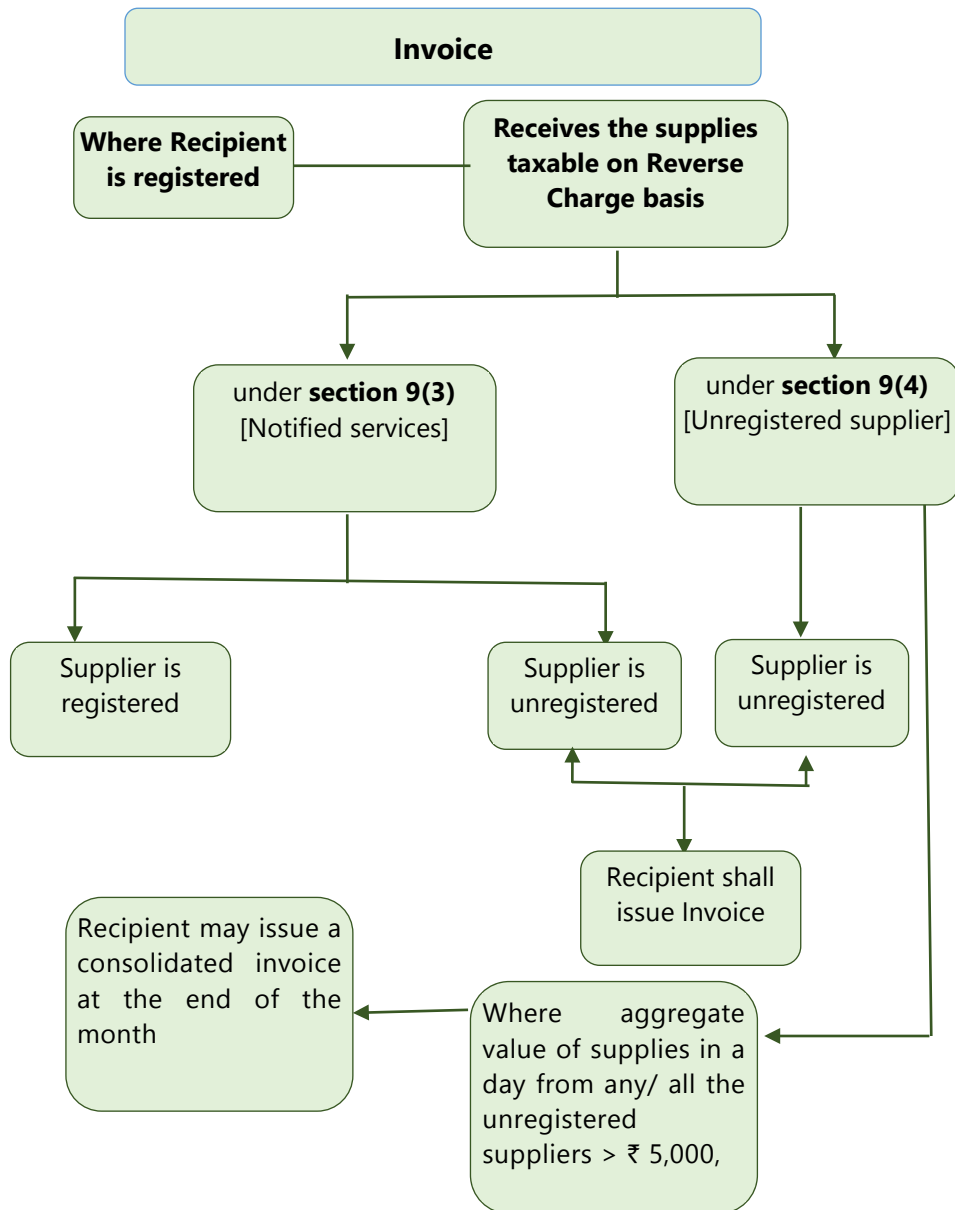 Invoice
Where Recipient
is registered
Receives the supplies
taxable on Reverse
Charge basis
under section 9(3)
[Notified services]
under section 9(4)
[Unregistered supplier]
Supplier is
registered
Supplier is
unregistered
Supplier is
unregistered
Recipient shall
issue Invoice
Recipient may issue a
consolidated invoice
at the end of the
month
Where aggregate
value of supplies in a
day from any/ all the
unregistered
suppliers > ₹ 5,000,